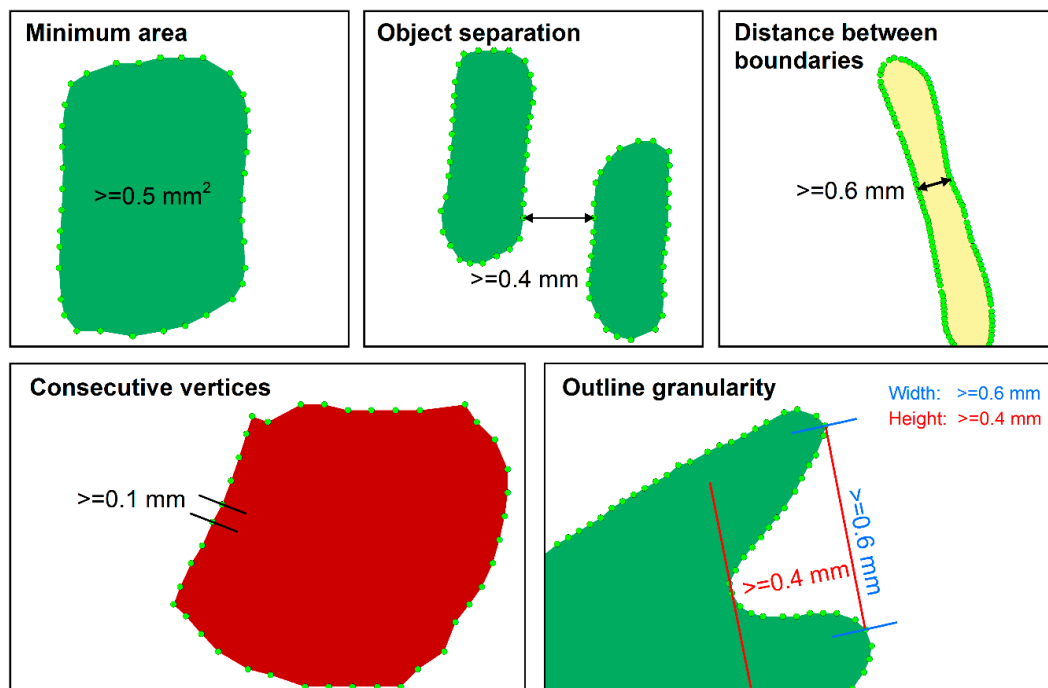 Minimum area
>=0.5 mm²
Object separation
>=0.4 mm
Distance between
boundaries
>=0.6 mm
Consecutive vertices
>=0.1 mm
Outline granularity
Width: >=0.6 mm
Height: >=0.4 mm
>=0.4 mm
>=0.6 mm